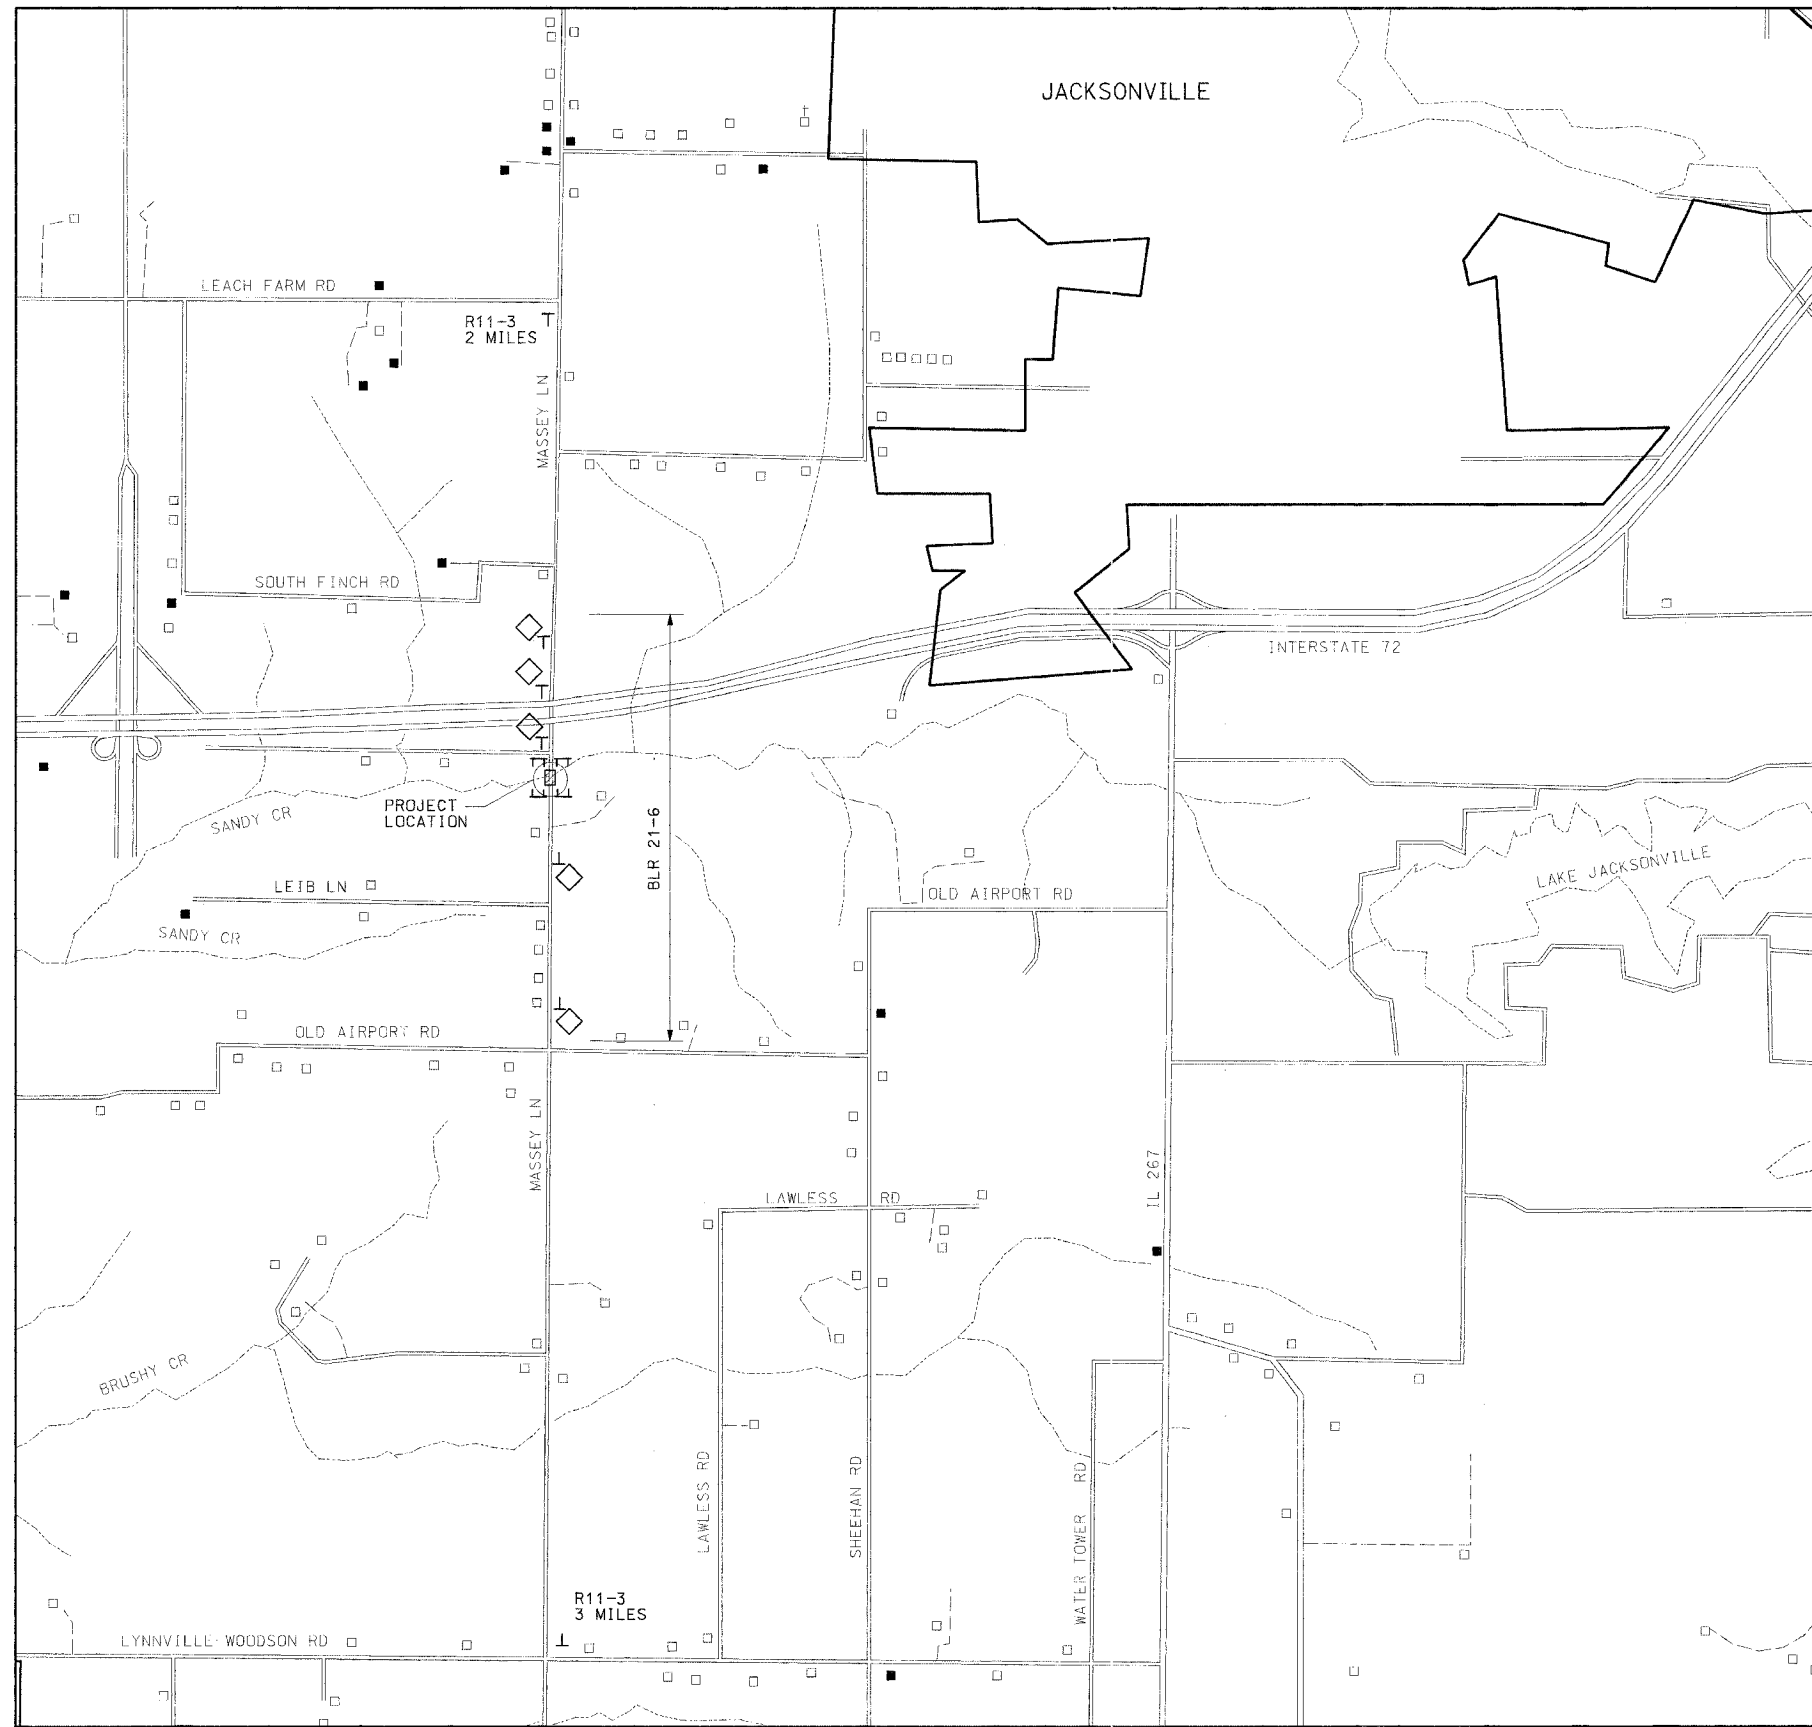 JACKSONVILLE
LEACH FARM RD
R11-3
2 MILES
MASSEY LN
SOUTH FINCH RD
INTERSTATE 72
PROJECT
LOCATION
SANDY CR
BLR 21-6
LAKE JACKSONVILLE
LEIB LN
OLD AIRPORT RD
SANDY CR
OLD AIRPORT RD
MASSEY LN
IL 267
LAWLESS RD
BRUSHY CR
LAWLESS RD
SHEEHAN RD
WATER TOWER RD
R11-3
3 MILES
LYNNVILLE-WOODSON RD